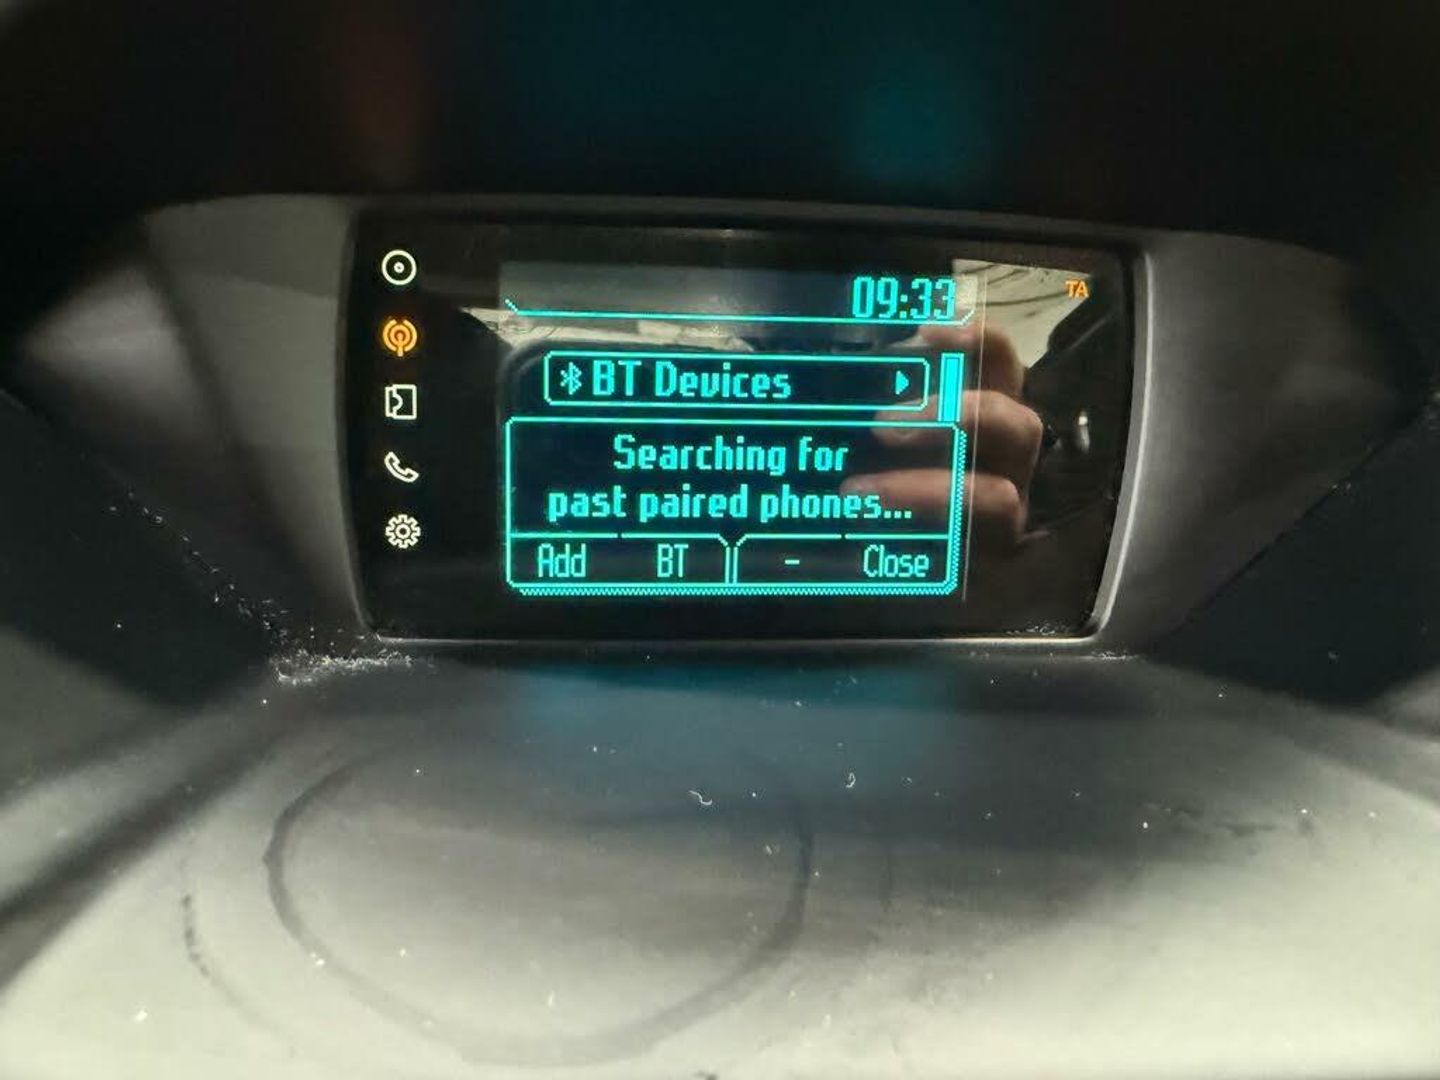 09:33
TA
BT Devices
Searching for
past paired phones...
Add BT - Close